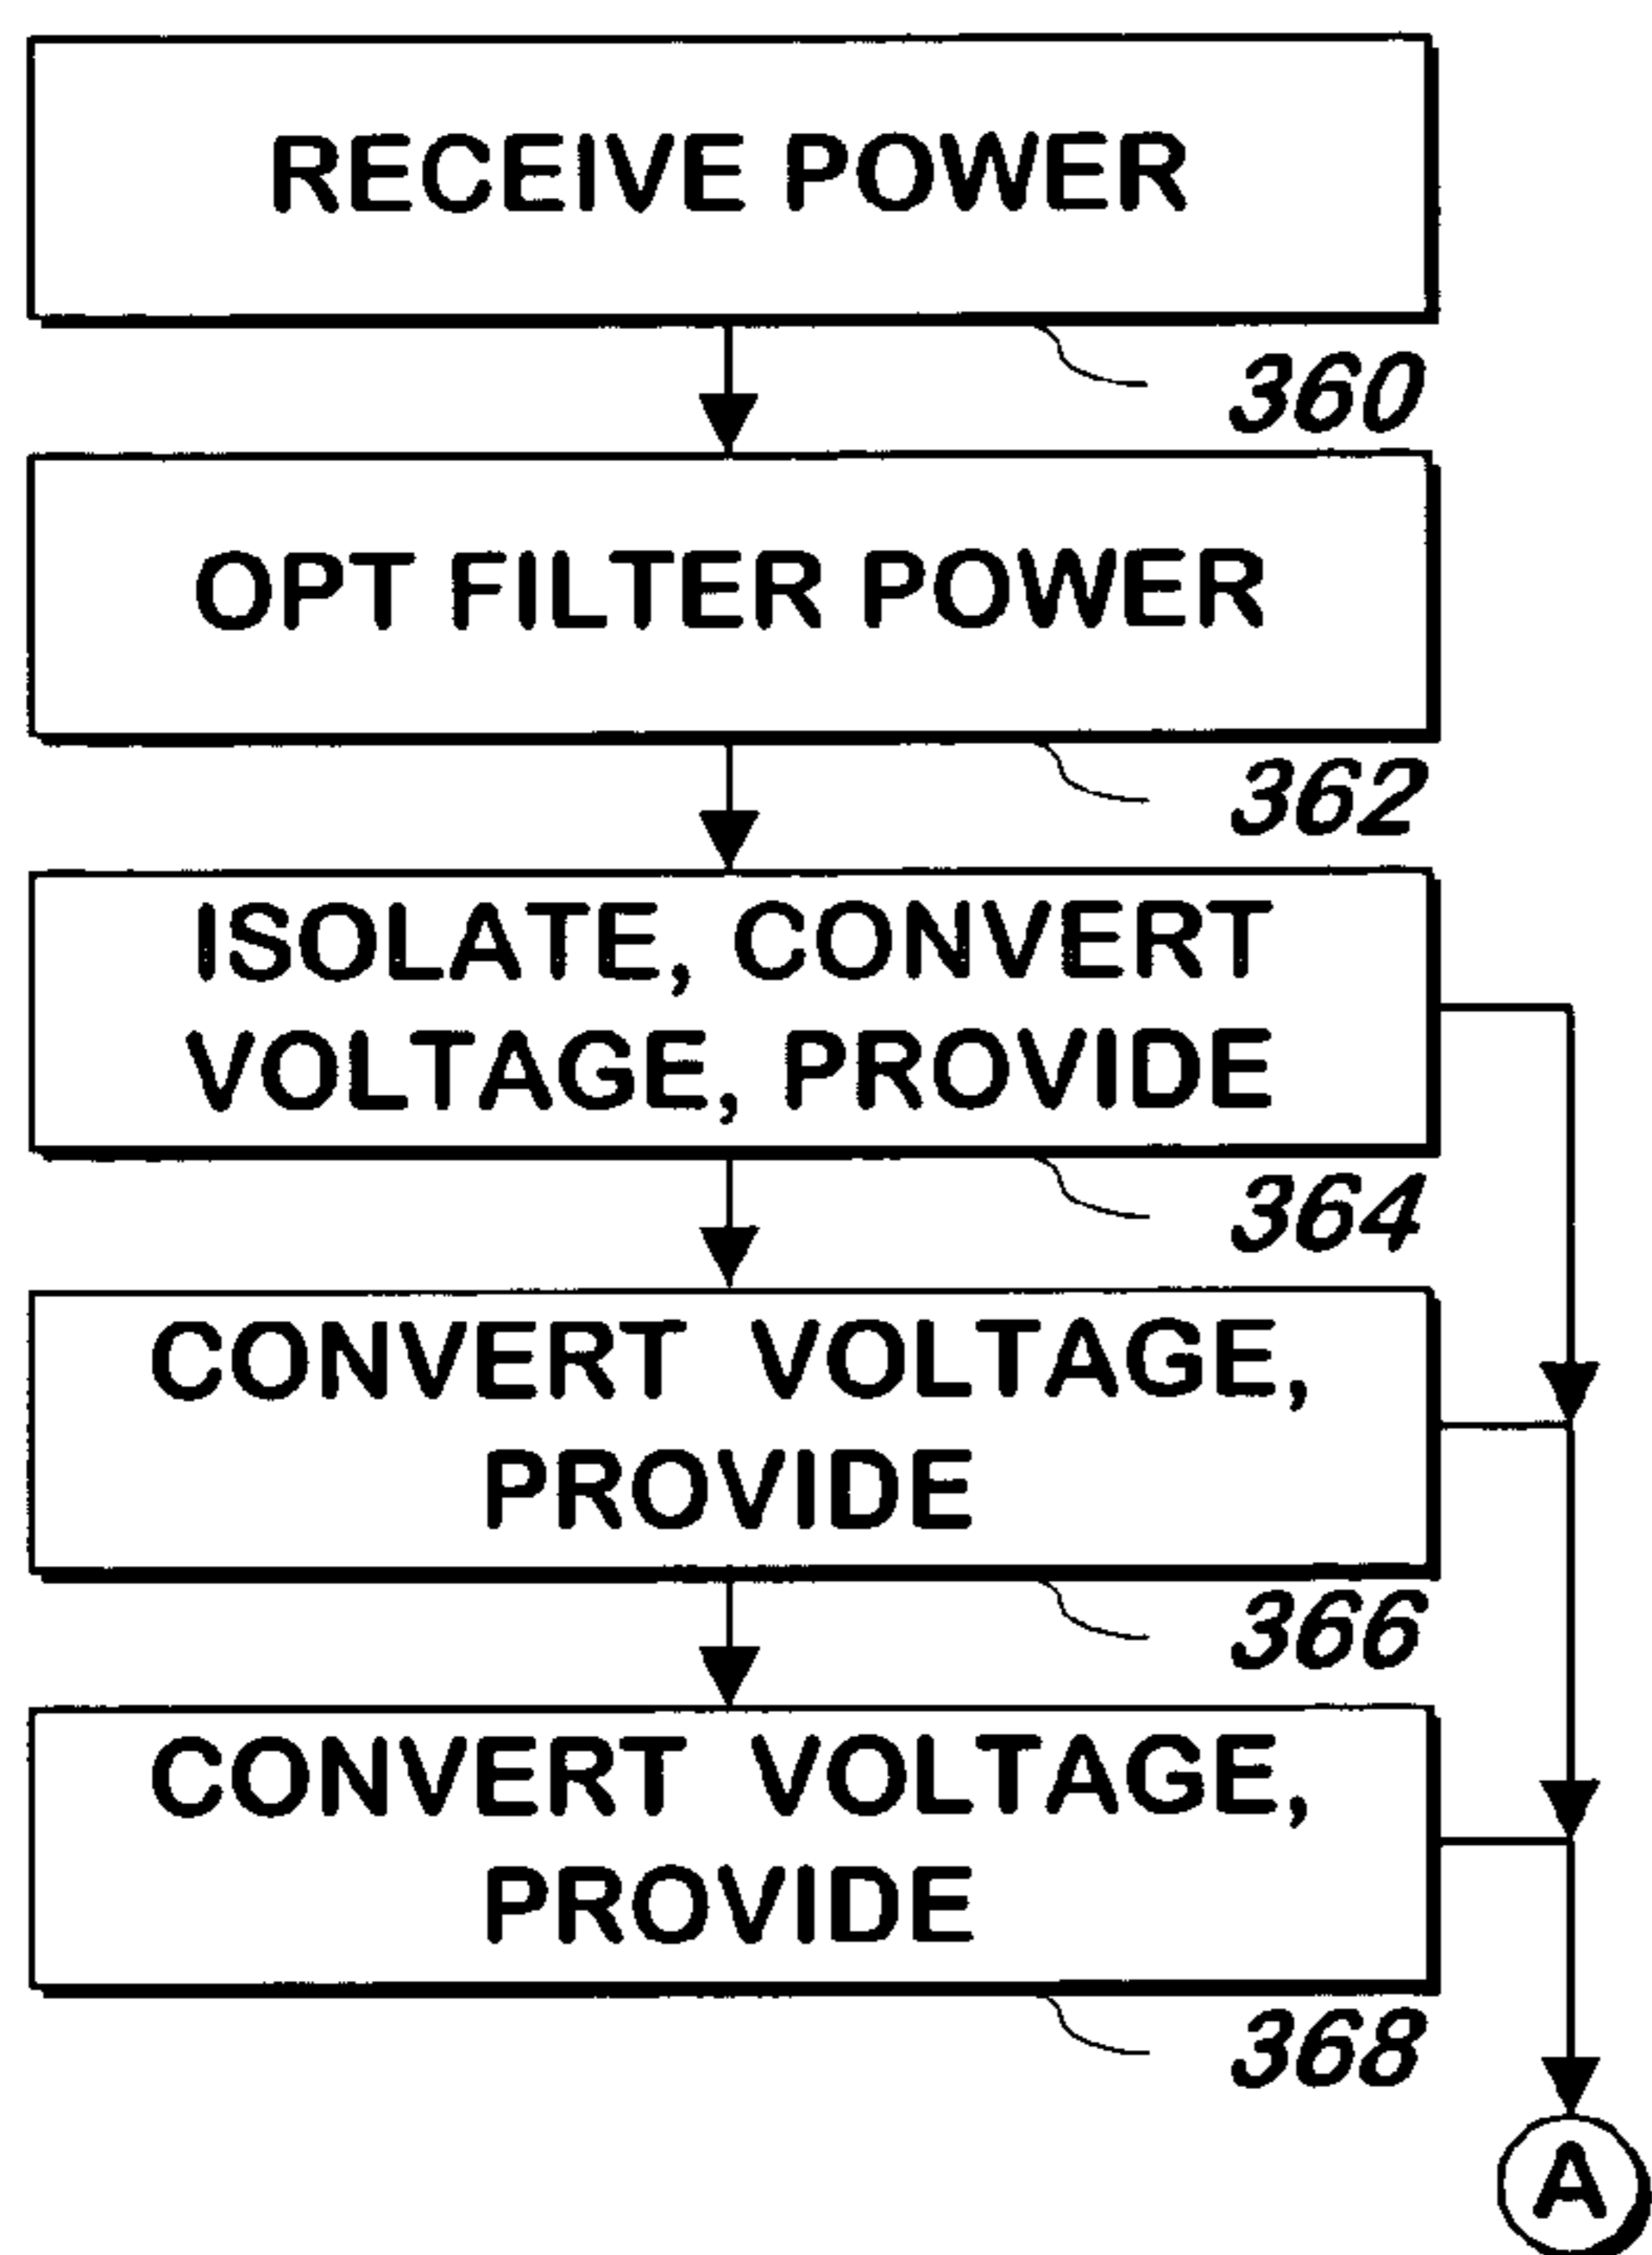 RECEIVE POWER
360
OPT FILTER POWER
362
ISOLATE, CONVERT
VOLTAGE, PROVIDE
364
CONVERT VOLTAGE,
PROVIDE
366
CONVERT VOLTAGE,
PROVIDE
368
A